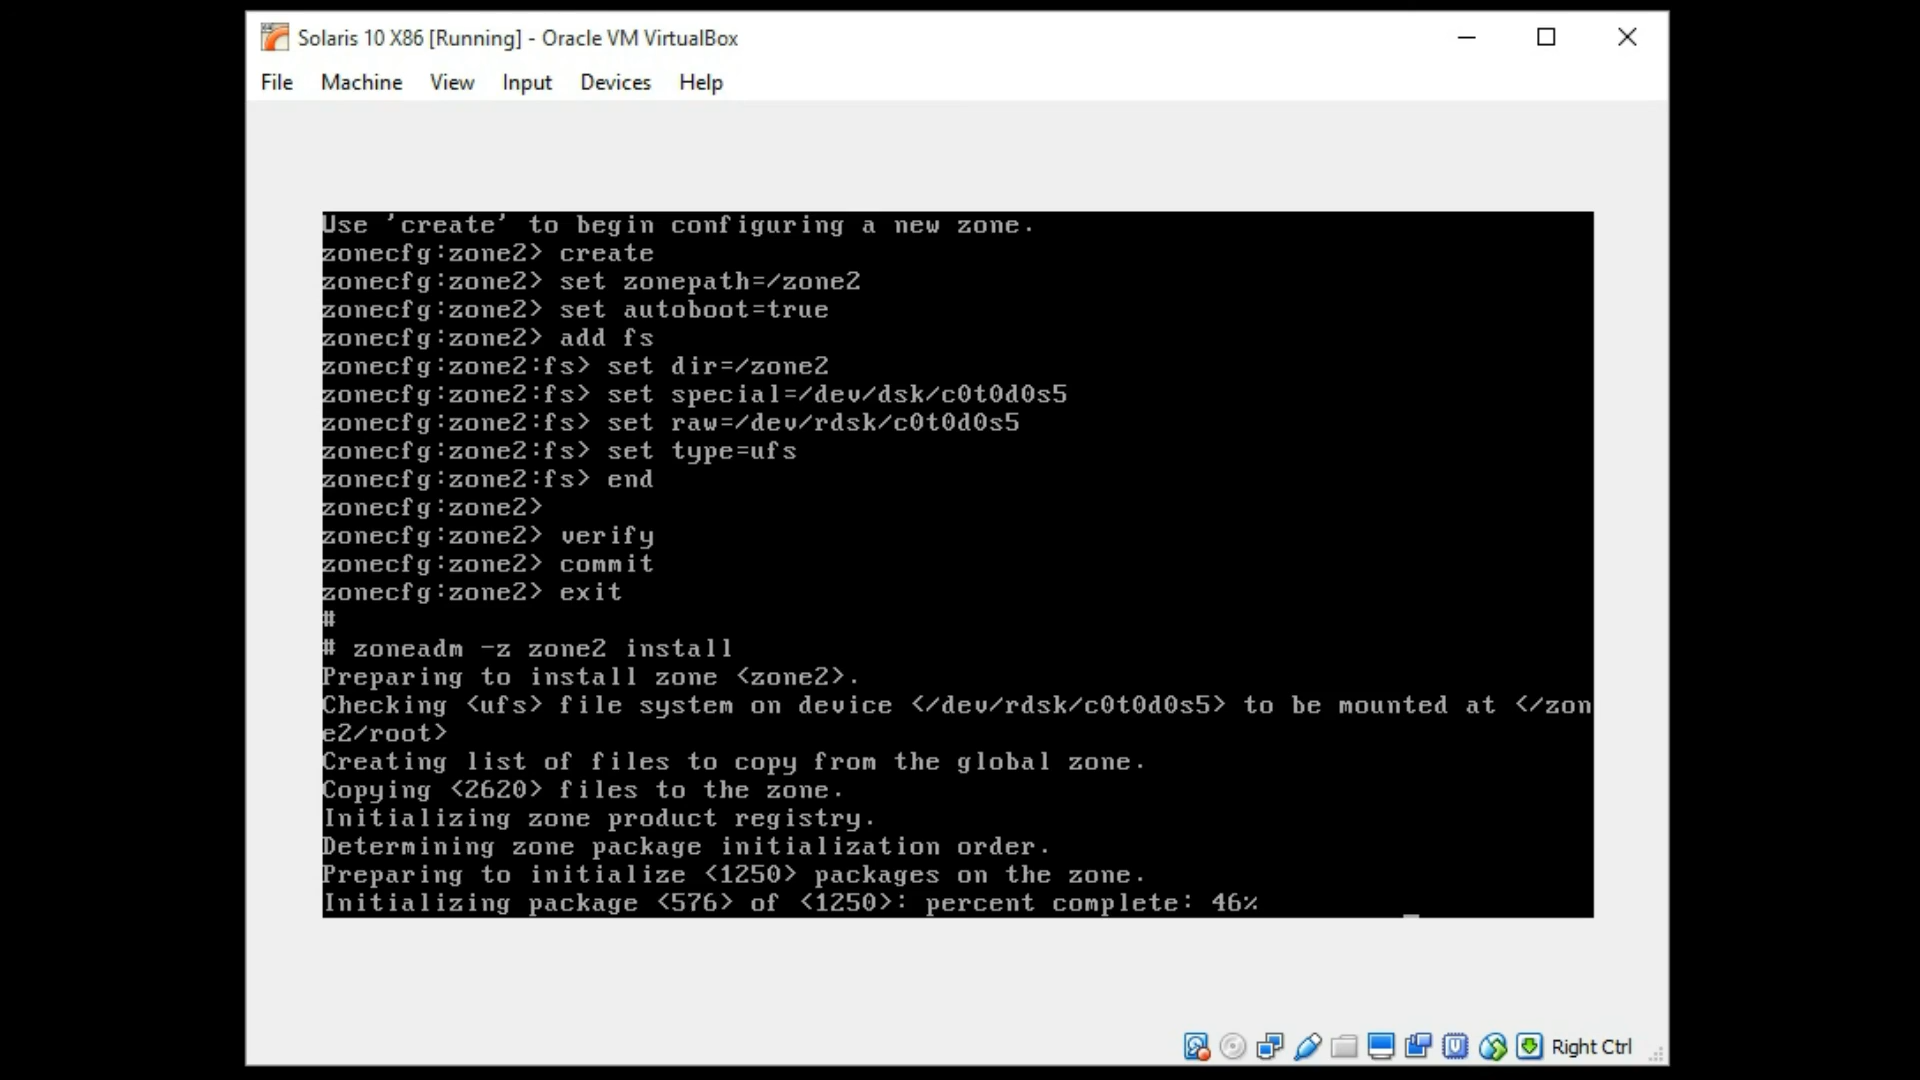 Solaris 10 X86 [Running] - Oracle VM VirtualBox
File Machine View Input Devices Help
Use 'create' to begin configuring a new zone.
zonecfg:zone2> create
zonecfg:zone2> set zonepath=/zone2
zonecfg:zone2> set autoboot=true
zonecfg:zone2> add fs
zonecfg:zone2:fs> set dir=/zone2
zonecfg:zone2:fs> set special=/dev/dsk/c0t0d0s5
zonecfg:zone2:fs> set raw=/dev/rdsk/c0t0d0s5
zonecfg:zone2:fs> set type=ufs
zonecfg:zone2:fs> end
zonecfg:zone2>
zonecfg:zone2> verify
zonecfg:zone2> commit
zonecfg:zone2> exit
#
# zoneadm -z zone2 install
Preparing to install zone <zone2>.
Checking <ufs> file system on device </dev/rdsk/c0t0d0s5> to be mounted at </zon
e2/root>
Creating list of files to copy from the global zone.
Copying <2620> files to the zone.
Initializing zone product registry.
Determining zone package initialization order.
Preparing to initialize <1250> packages on the zone.
Initializing package <576> of <1250>: percent complete: 46%
Right Ctrl